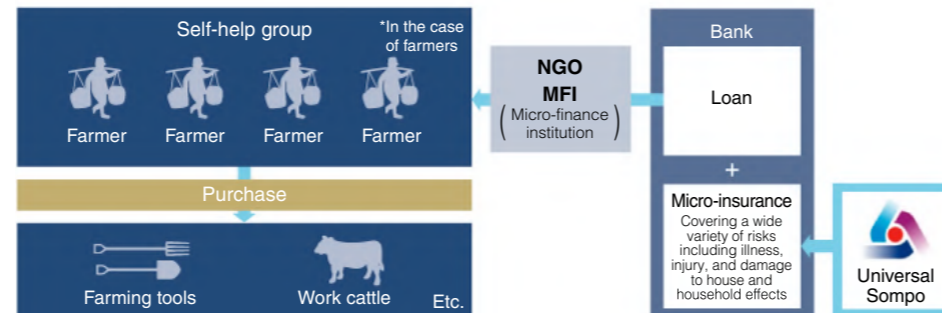 Self-help group
*In the case
of farmers
Farmer
Farmer
Farmer
Farmer
Purchase
Farming tools
Work cattle
Etc.
NGO
MFI
(Micro-finance
institution)
Bank
Loan
+
Micro-insurance
Covering a wide
variety of risks
including illness,
injury, and damage
to house and
household effects
Universal
Sompo